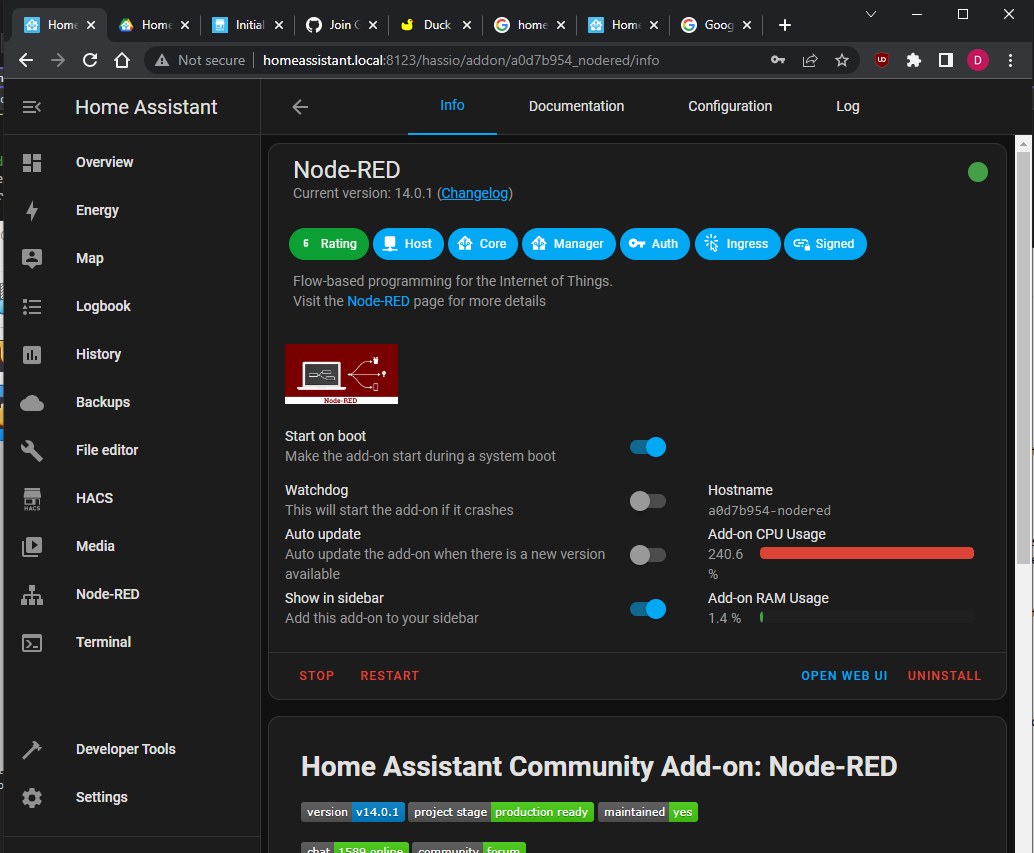 Home
Home
Initial
Join G
Duck
home
Home
Goog
Not secure
homeassistant.local:8123/hassio/addon/a0d7b954_nodered/info
D
Home Assistant
Info
Documentation
Configuration
Log
Overview
Energy
Map
Logbook
History
Backups
File editor
HACS
Media
Node-RED
Terminal
Developer Tools
Settings
Node-RED
Current version: 14.0.1 (Changelog)
6 Rating
Host
Core
Manager
Auth
Ingress
Signed
Flow-based programming for the Internet of Things.
Visit the Node-RED page for more details
Node-RED
Start on boot
Make the add-on start during a system boot
Watchdog
This will start the add-on if it crashes
Auto update
Auto update the add-on when there is a new version
available
Show in sidebar
Add this add-on to your sidebar
Hostname
a0d7b954-nodered
Add-on CPU Usage
240.6
%
Add-on RAM Usage
1.4 %
STOP
RESTART
OPEN WEB UI
UNINSTALL
Home Assistant Community Add-on: Node-RED
version v14.0.1
project stage production ready
maintained yes
chat 1589 online
community forum